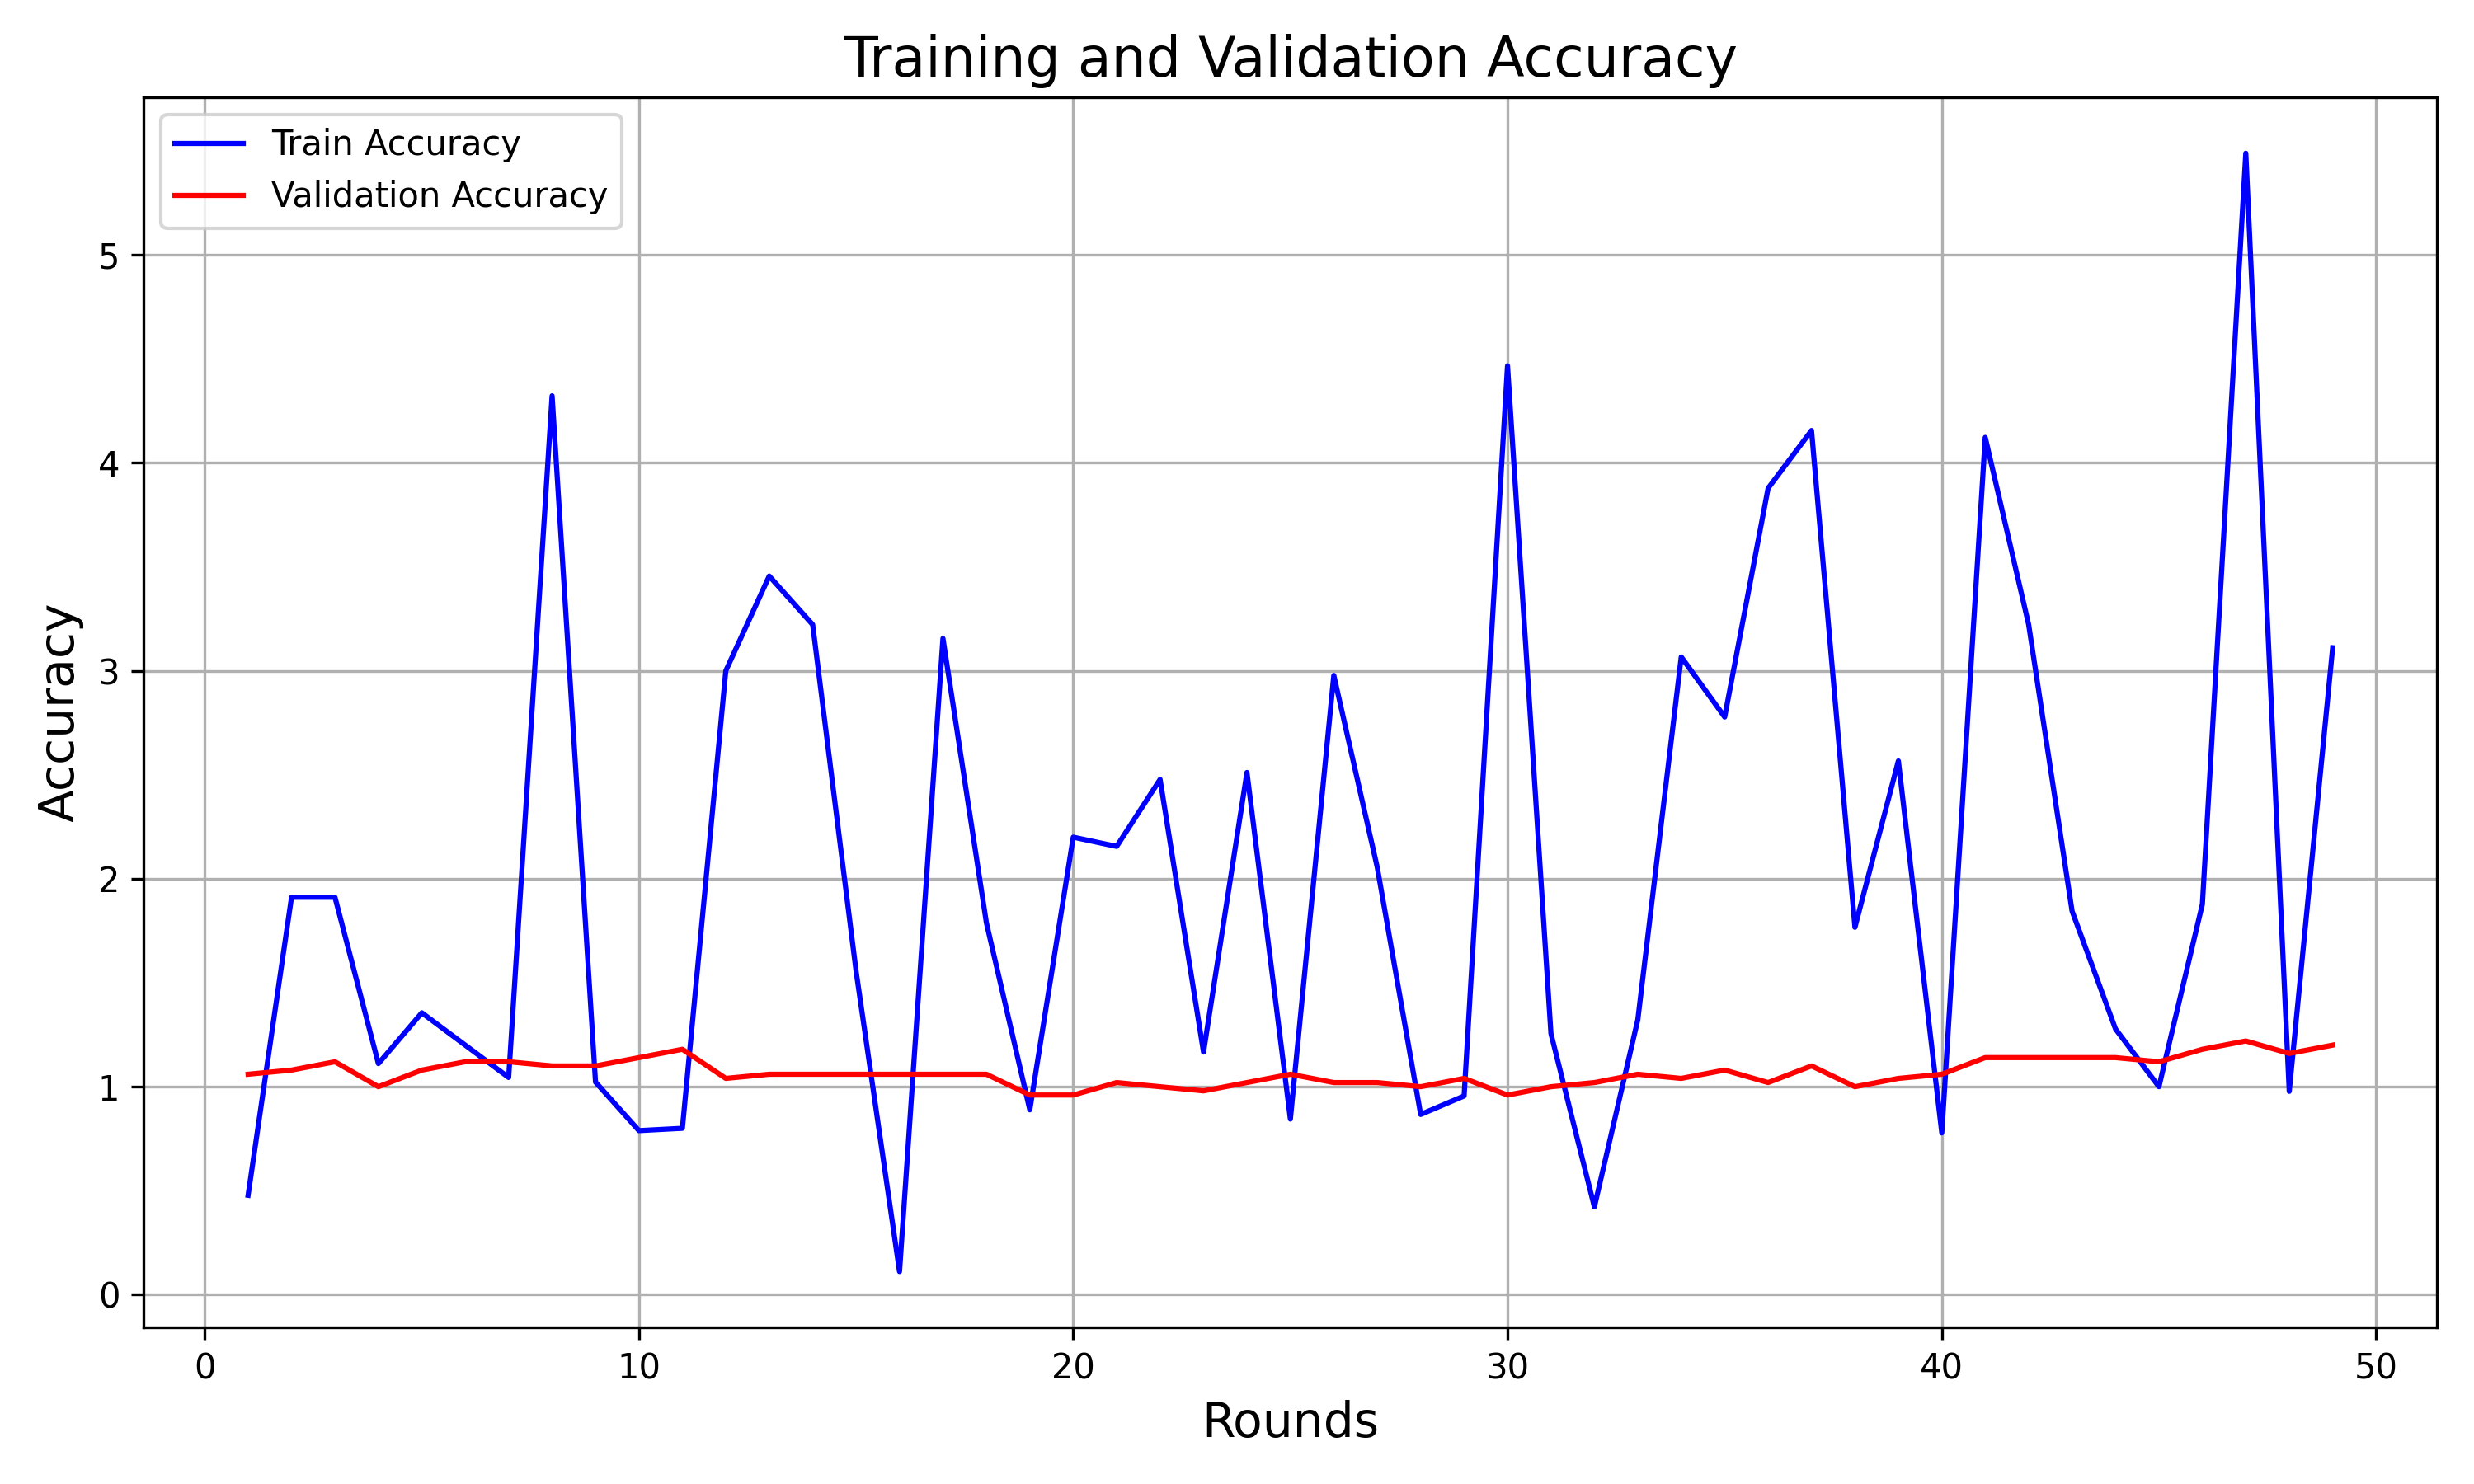 Training and Validation Accuracy
Train Accuracy
Validation Accuracy
Accuracy
5
4
3
2
1
0
0 10 20 30 40 50
Rounds